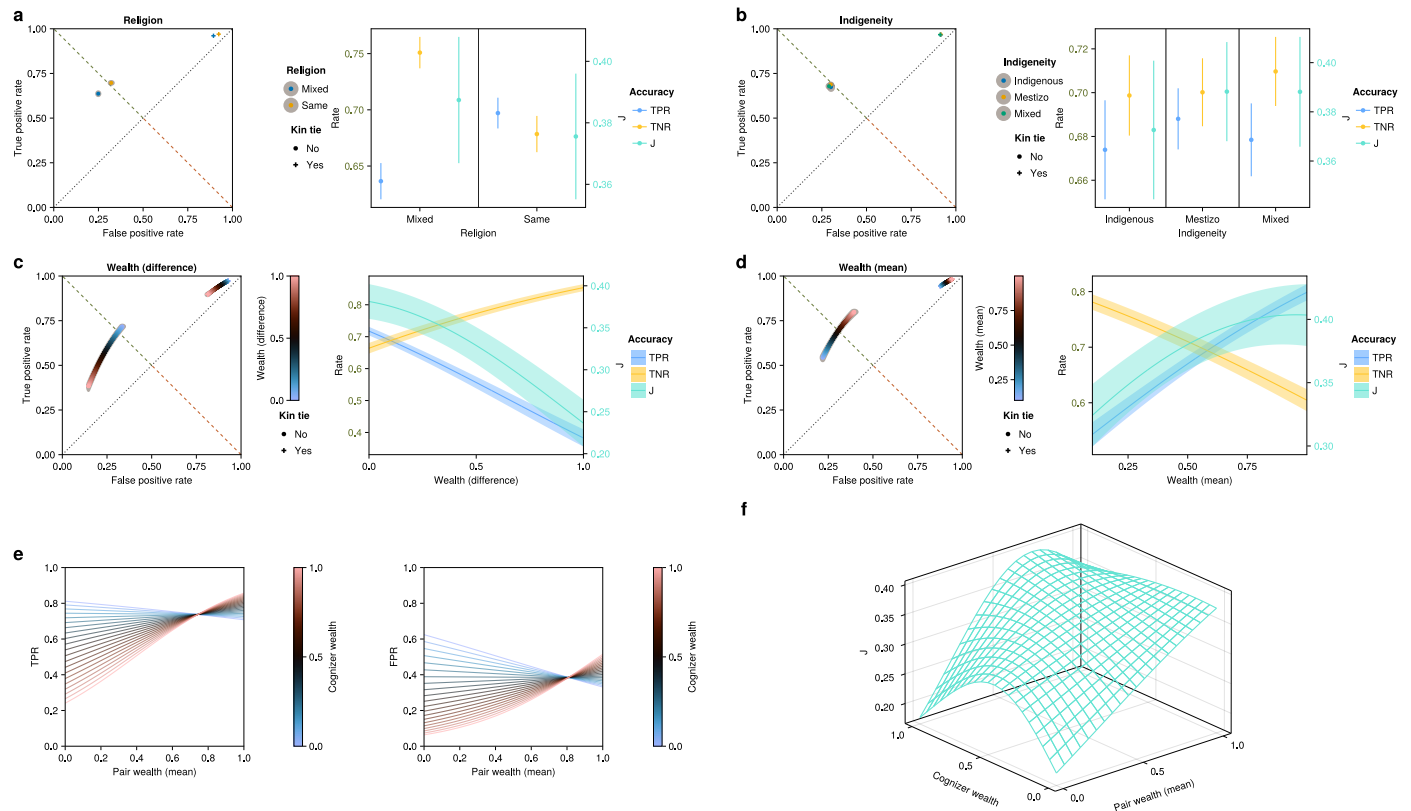 a
Religion
True positive rate
1.00
0.75
0.50
0.25
0.00
0.00 0.25 0.50 0.75 1.00
False positive rate
Religion
Mixed
Same
Kin tie
No
Yes
Rate
0.75
0.70
0.65
Mixed Same
Religion
0.40
0.38
0.36
J
Accuracy
TPR
TNR
J
b
Indigeneity
True positive rate
1.00
0.75
0.50
0.25
0.00
0.00 0.25 0.50 0.75 1.00
False positive rate
Indigeneity
Indigenous
Mestizo
Mixed
Kin tie
No
Yes
Rate
0.72
0.70
0.68
0.66
Indigenous Mestizo Mixed
Indigeneity
0.40
0.38
0.36
J
Accuracy
TPR
TNR
J
c
Wealth (difference)
True positive rate
1.00
0.75
0.50
0.25
0.00
0.00 0.25 0.50 0.75 1.00
False positive rate
Wealth (difference)
1.0
0.5
0.0
Kin tie
No
Yes
Rate
0.8
0.7
0.6
0.5
0.4
0.0 0.5 1.0
Wealth (difference)
0.40
0.35
0.30
0.25
0.20
J
Accuracy
TPR
TNR
J
d
Wealth (mean)
True positive rate
1.00
0.75
0.50
0.25
0.00
0.00 0.25 0.50 0.75 1.00
False positive rate
Wealth (mean)
0.75
0.50
0.25
Kin tie
No
Yes
Rate
0.8
0.7
0.6
0.25 0.50 0.75
Wealth (mean)
0.40
0.35
0.30
J
Accuracy
TPR
TNR
J
e
TPR
1.0
0.8
0.6
0.4
0.2
0.0
0.0 0.2 0.4 0.6 0.8 1.0
Pair wealth (mean)
1.0
0.5
0.0
Cognizer wealth
FPR
1.0
0.8
0.6
0.4
0.2
0.0
0.0 0.2 0.4 0.6 0.8 1.0
Pair wealth (mean)
1.0
0.5
0.0
Cognizer wealth
f
J
0.40
0.35
0.30
0.25
0.20
1.0
0.5
0.0
Cognizer wealth
0.0
0.5
1.0
Pair wealth (mean)